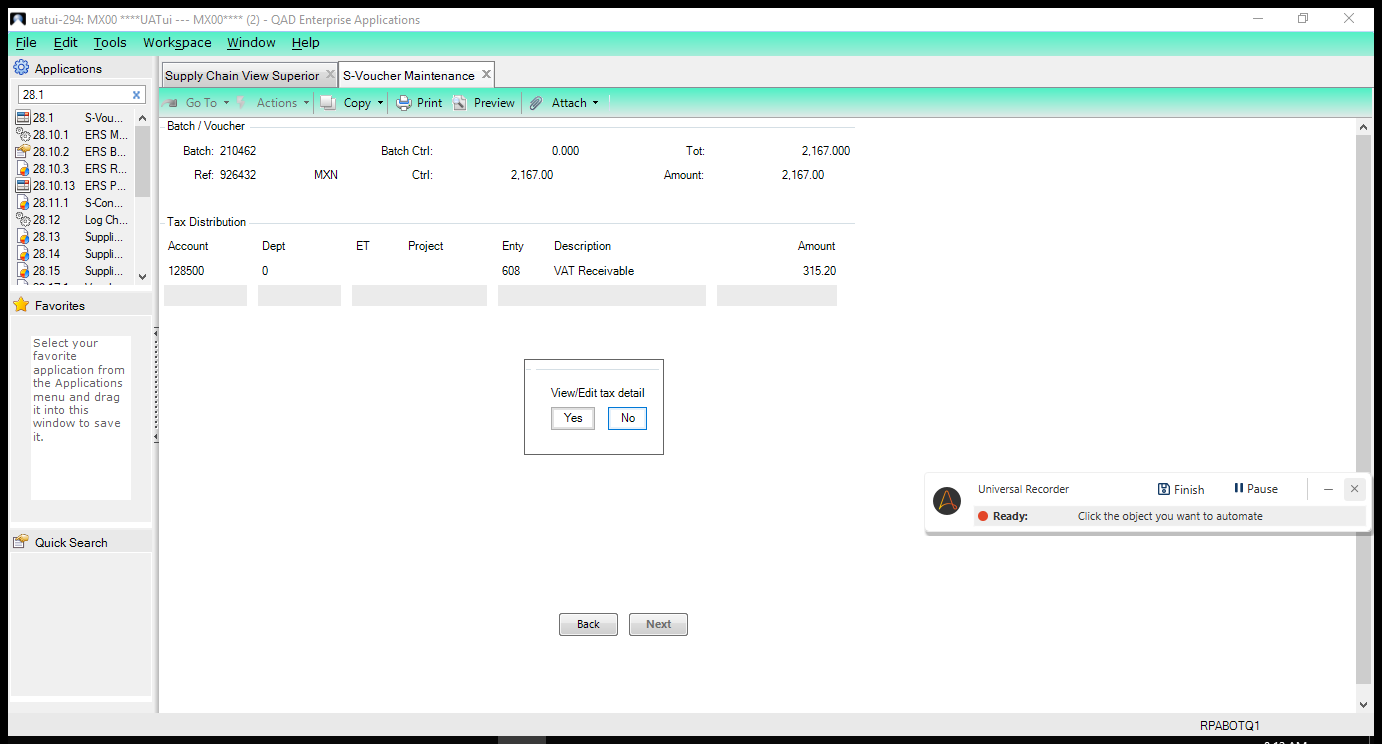 uatui-294: MX00 ****UATui --- MX00**** (2) - QAD Enterprise Applications
File Edit Tools Workspace Window Help
Applications
28.1
28.1 S-Vou...
28.10.1 ERS M...
28.10.2 ERS B...
28.10.3 ERS R...
28.10.13 ERS P...
28.11.1 S-Con...
28.12 Log Ch...
28.13 Suppli...
28.14 Suppli...
28.15 Suppli...
Favorites
Select your
favorite
application from
the Applications
menu and drag
it into this
window to save
it.
Quick Search
Supply Chain View Superior S-Voucher Maintenance
Go To Actions Copy Print Preview Attach
Batch / Voucher
Batch: 210462 Batch Ctrl: 0.000 Tot: 2,167.000
Ref: 926432 MXN Ctrl: 2,167.00 Amount: 2,167.00
Tax Distribution
Account Dept ET Project Enty Description Amount
128500 0 608 VAT Receivable 315.20
View/Edit tax detail
Yes No
Universal Recorder Finish Pause
Ready: Click the object you want to automate
Back Next
RPABOTQ1